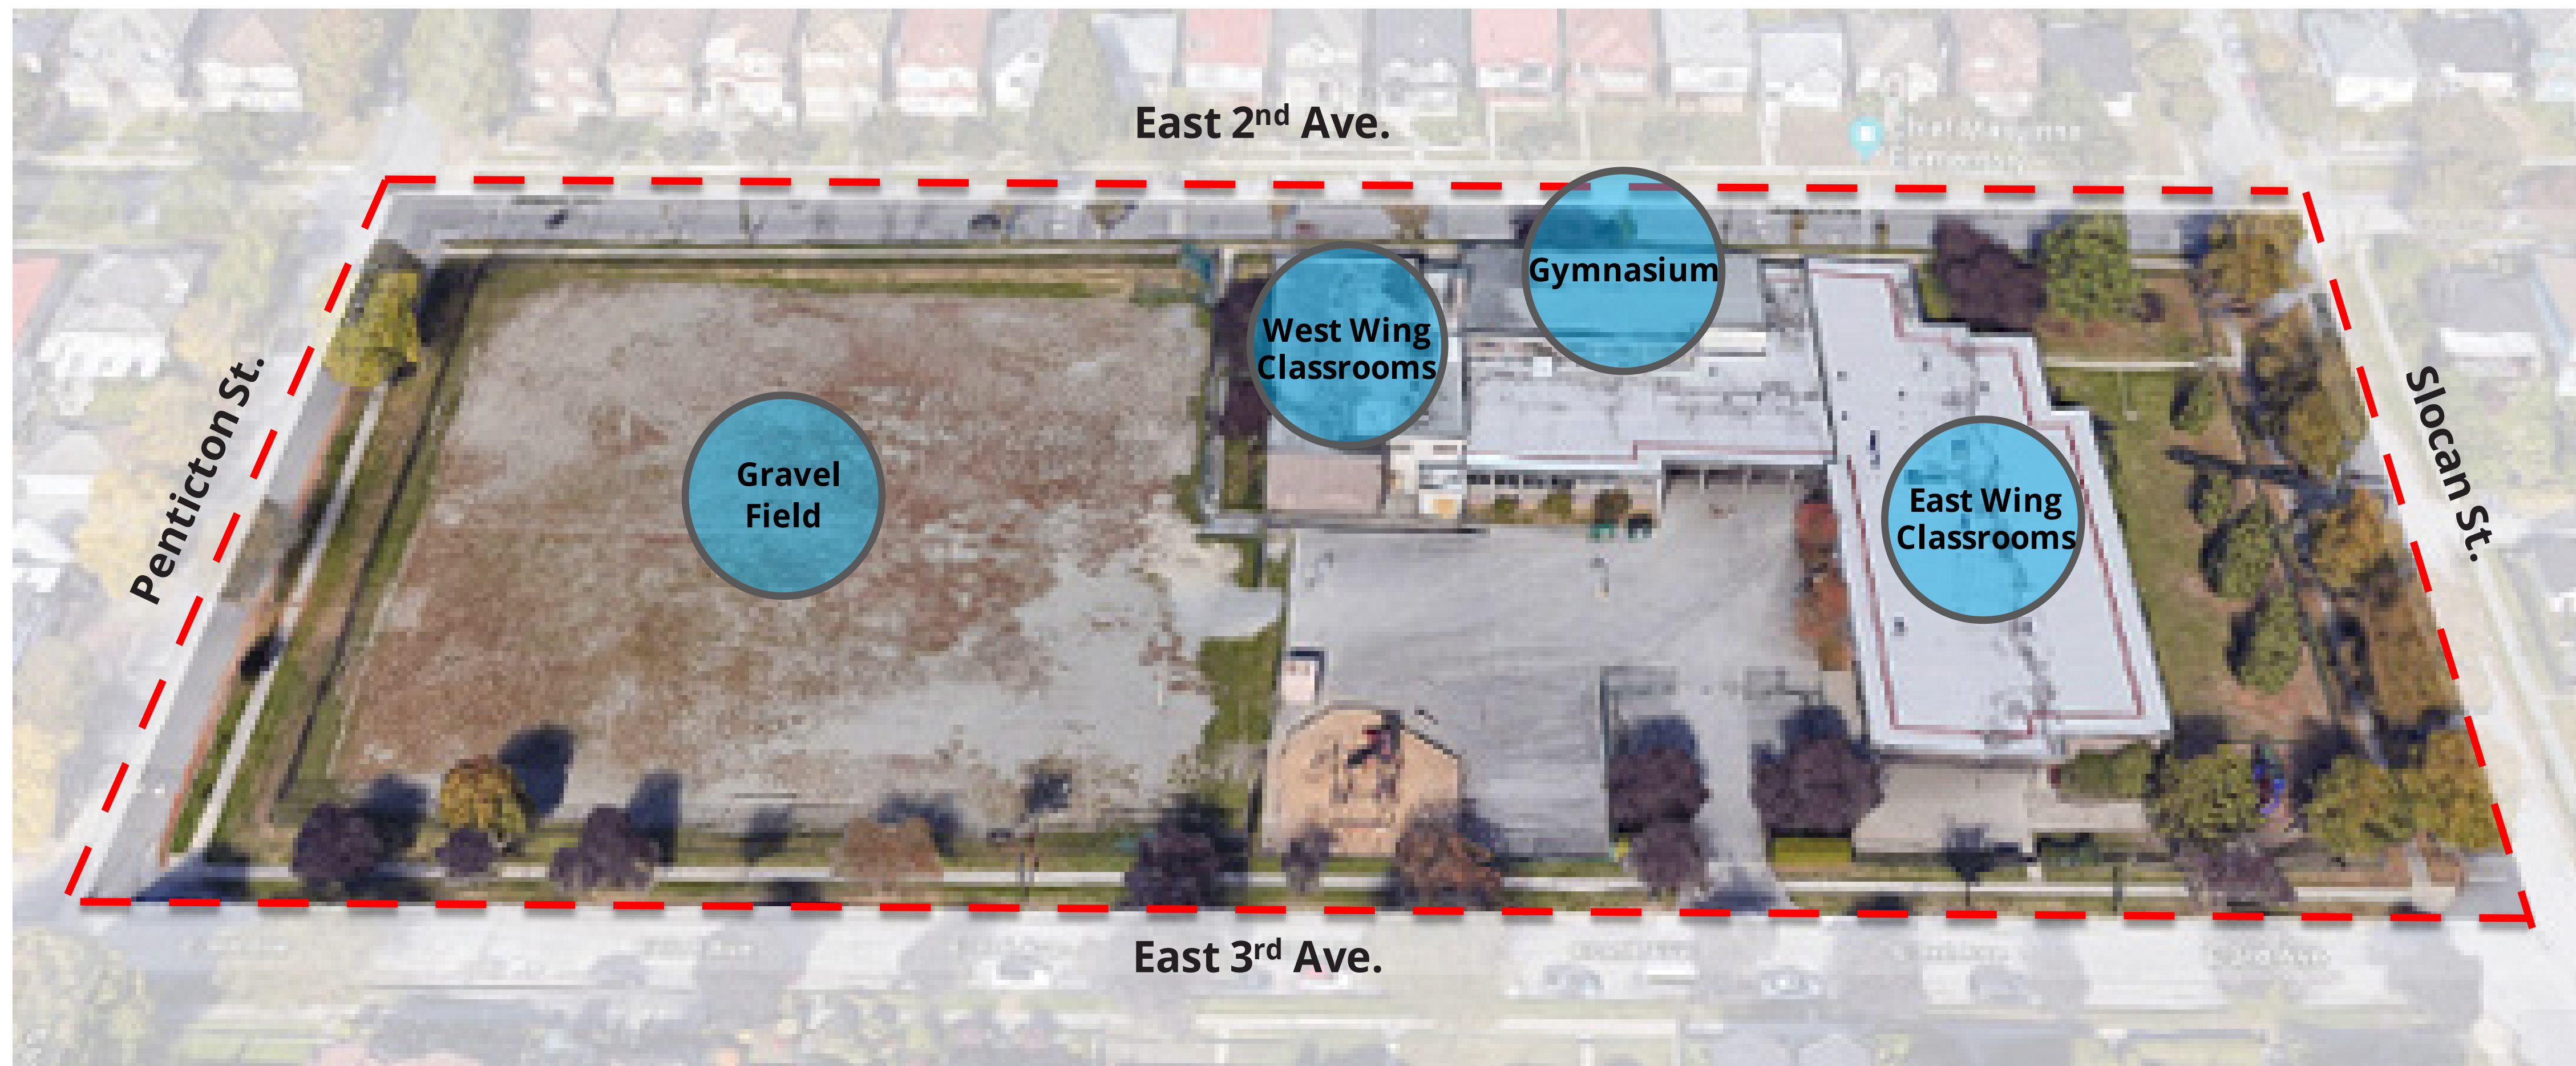 East 2nd Ave.
Gymnasium
West Wing
Classrooms
Penticton St.
Slocan St.
Gravel
Field
East Wing
Classrooms
East 3rd Ave.